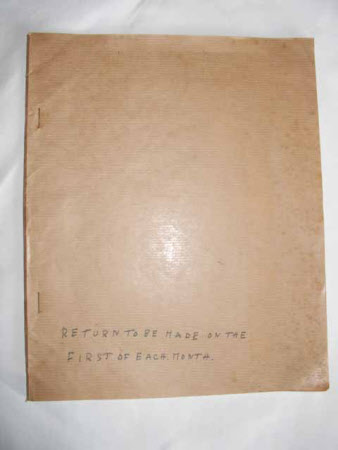 RETURN TO BE MADE ON THE
FIRST OF EACH. MONTH.